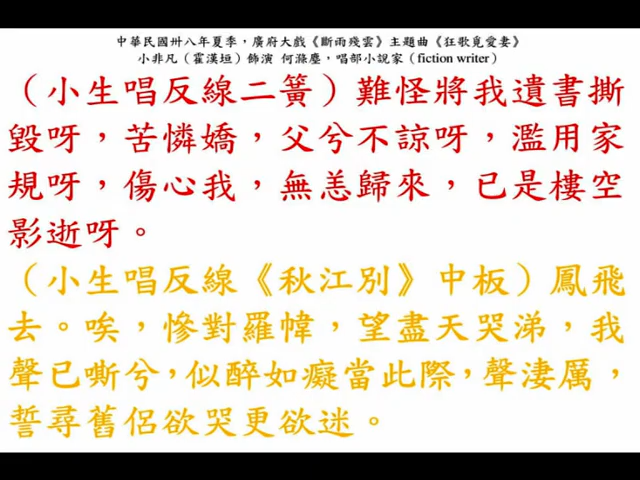 中華民國卅八年夏季，廣府大戲《斷雨殘雲》主題曲《狂歌覓愛妻》
小非凡（霍漢垣）飾演 何滌塵，唱部小說家（fiction writer）
（小生唱反線二簧）難怪將我遺書撕
毀呀，苦憐嬌，父兮不諒呀，濫用家
規呀，傷心我，無恙歸來，已是樓空
影逝呀。
（小生唱反線《秋江別》中板）鳳飛
去。唉，慘對羅幃，望盡天哭涕，我
聲已嘶兮，似醉如癡當此際，聲淒厲，
誓尋舊侶欲哭更欲迷。